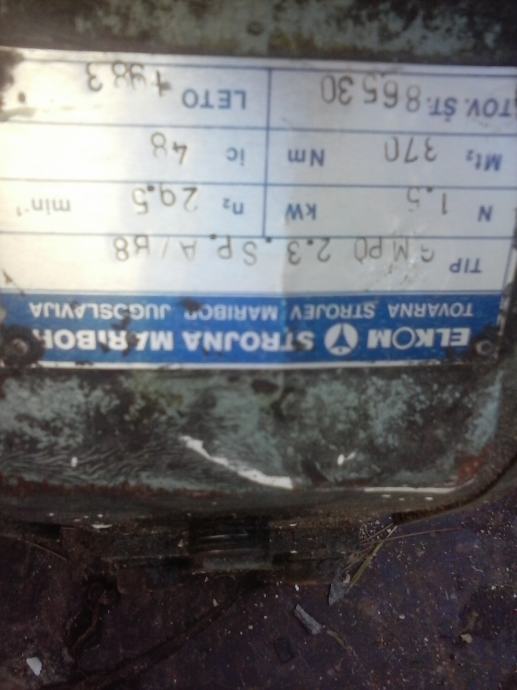 ELKOM STROJNA MARIBOR
TOVARNA STROJEV MARIBOR JUGOSLAVIJA
TIP GMPO 2.3. SP. A/B8
N 1.5 kW n₂ 29.5 min⁻¹
Mt₂ 370 Nm ic 48
TOV. ŠT. 86530 LETO 1983